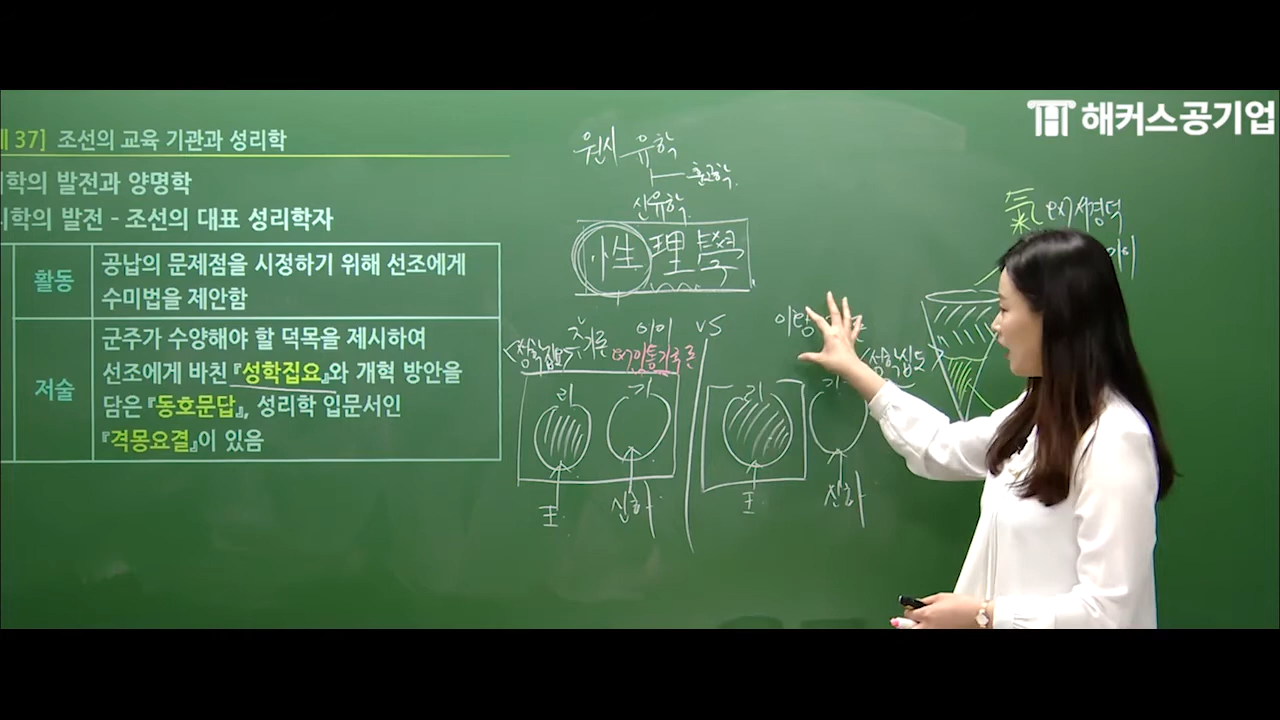 해커스공기업
37] 조선의 교육 기관과 성리학
학의 발전과 양명학
리학의 발전 - 조선의 대표 성리학자
활동
공납의 문제점을 시정하기 위해 선조에게
수미법을 제안함
저술
군주가 수양해야 할 덕목을 제시하여
선조에게 바친 『성학집요』와 개혁 방안을
담은 『동호문답』, 성리학 입문서인
『격몽요결』이 있음
원시 유학
훈고학
신유학
性理學
氣 ex)서경덕
이이 VS
<성학집요>
성학십도
리 기
리 기
王 신하
王 신하